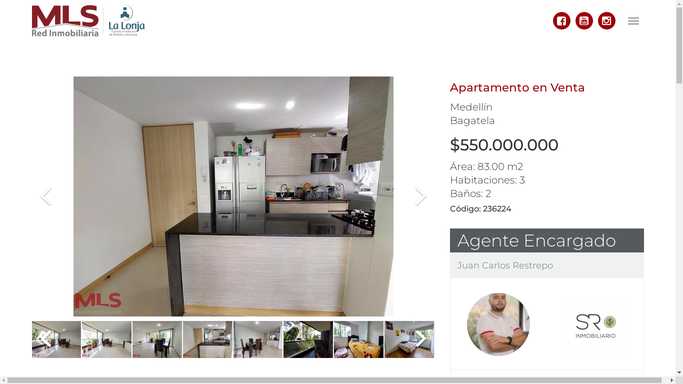 MLS
Red Inmobiliaria
La Lonja
Apartamento en Venta
Medellín
Bagatela
$550.000.000
Área: 83.00 m2
Habitaciones: 3
Baños: 2
Código: 236224
Agente Encargado
Juan Carlos Restrepo
SR
INMOBILIARIO
MLS